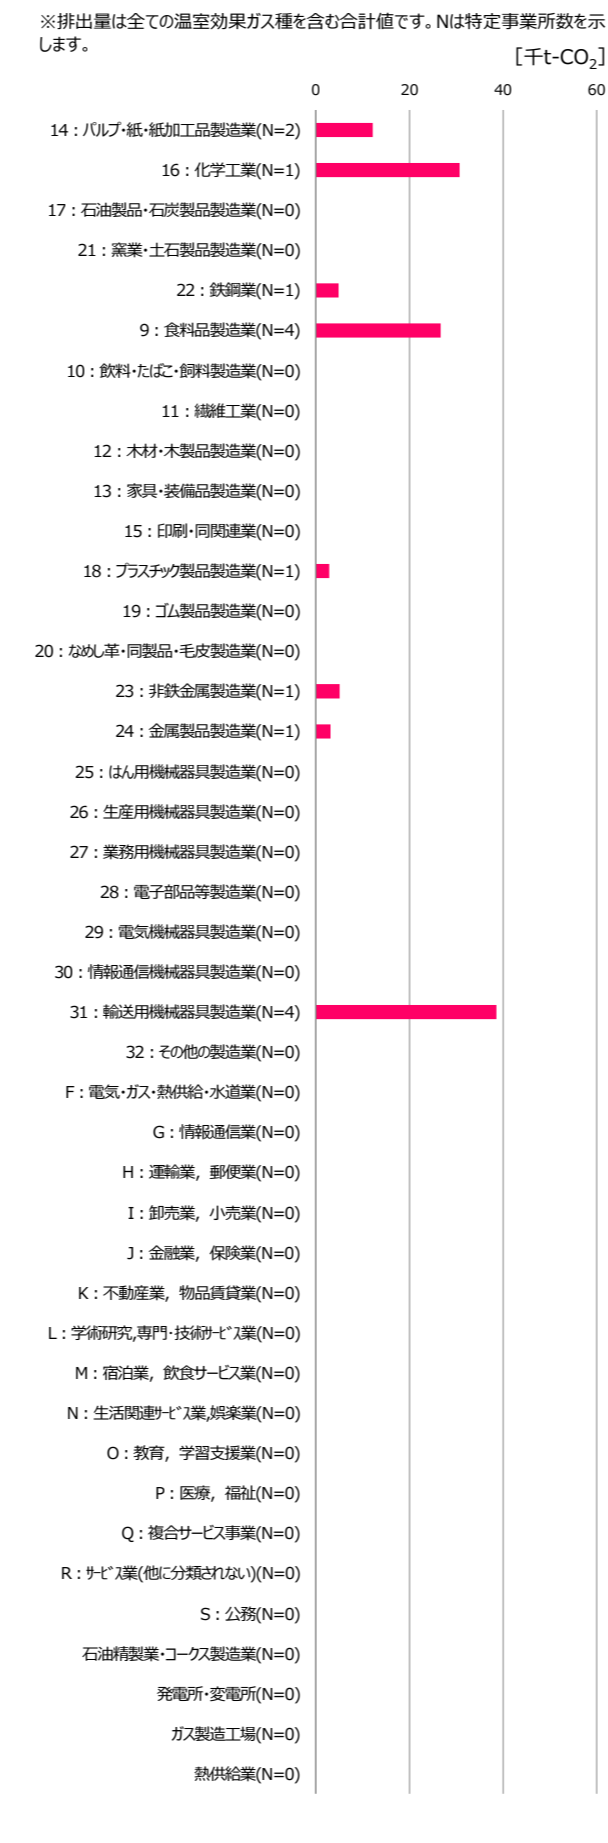 ※排出量は全ての温室効果ガス種を含む合計値です。Nは特定事業所数を示
します。
[千t-CO₂]
0 20 40 60
14：パルプ・紙・紙加工品製造業(N=2)
16：化学工業(N=1)
17：石油製品・石炭製品製造業(N=0)
21：窯業・土石製品製造業(N=0)
22：鉄鋼業(N=1)
9：食料品製造業(N=4)
10：飲料・たばこ・飼料製造業(N=0)
11：繊維工業(N=0)
12：木材・木製品製造業(N=0)
13：家具・装備品製造業(N=0)
15：印刷・同関連業(N=0)
18：プラスチック製品製造業(N=1)
19：ゴム製品製造業(N=0)
20：なめし革・同製品・毛皮製造業(N=0)
23：非鉄金属製造業(N=1)
24：金属製品製造業(N=1)
25：はん用機械器具製造業(N=0)
26：生産用機械器具製造業(N=0)
27：業務用機械器具製造業(N=0)
28：電子部品等製造業(N=0)
29：電気機械器具製造業(N=0)
30：情報通信機械器具製造業(N=0)
31：輸送用機械器具製造業(N=4)
32：その他の製造業(N=0)
F：電気・ガス・熱供給・水道業(N=0)
G：情報通信業(N=0)
H：運輸業，郵便業(N=0)
I：卸売業，小売業(N=0)
J：金融業，保険業(N=0)
K：不動産業，物品賃貸業(N=0)
L：学術研究,専門・技術ｻｰﾋﾞｽ業(N=0)
M：宿泊業，飲食サービス業(N=0)
N：生活関連ｻｰﾋﾞｽ業,娯楽業(N=0)
O：教育，学習支援業(N=0)
P：医療，福祉(N=0)
Q：複合サービス事業(N=0)
R：ｻｰﾋﾞｽ業(他に分類されない)(N=0)
S：公務(N=0)
石油精製業・コークス製造業(N=0)
発電所・変電所(N=0)
ガス製造工場(N=0)
熱供給業(N=0)